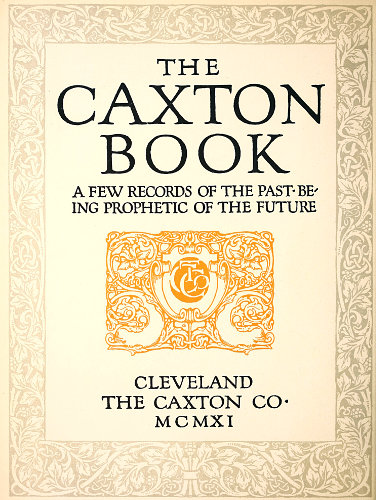 THE
CAXTON
BOOK
A FEW RECORDS OF THE PAST·BE-
ING PROPHETIC OF THE FUTURE
CLEVELAND
THE CAXTON CO·
MCMXI